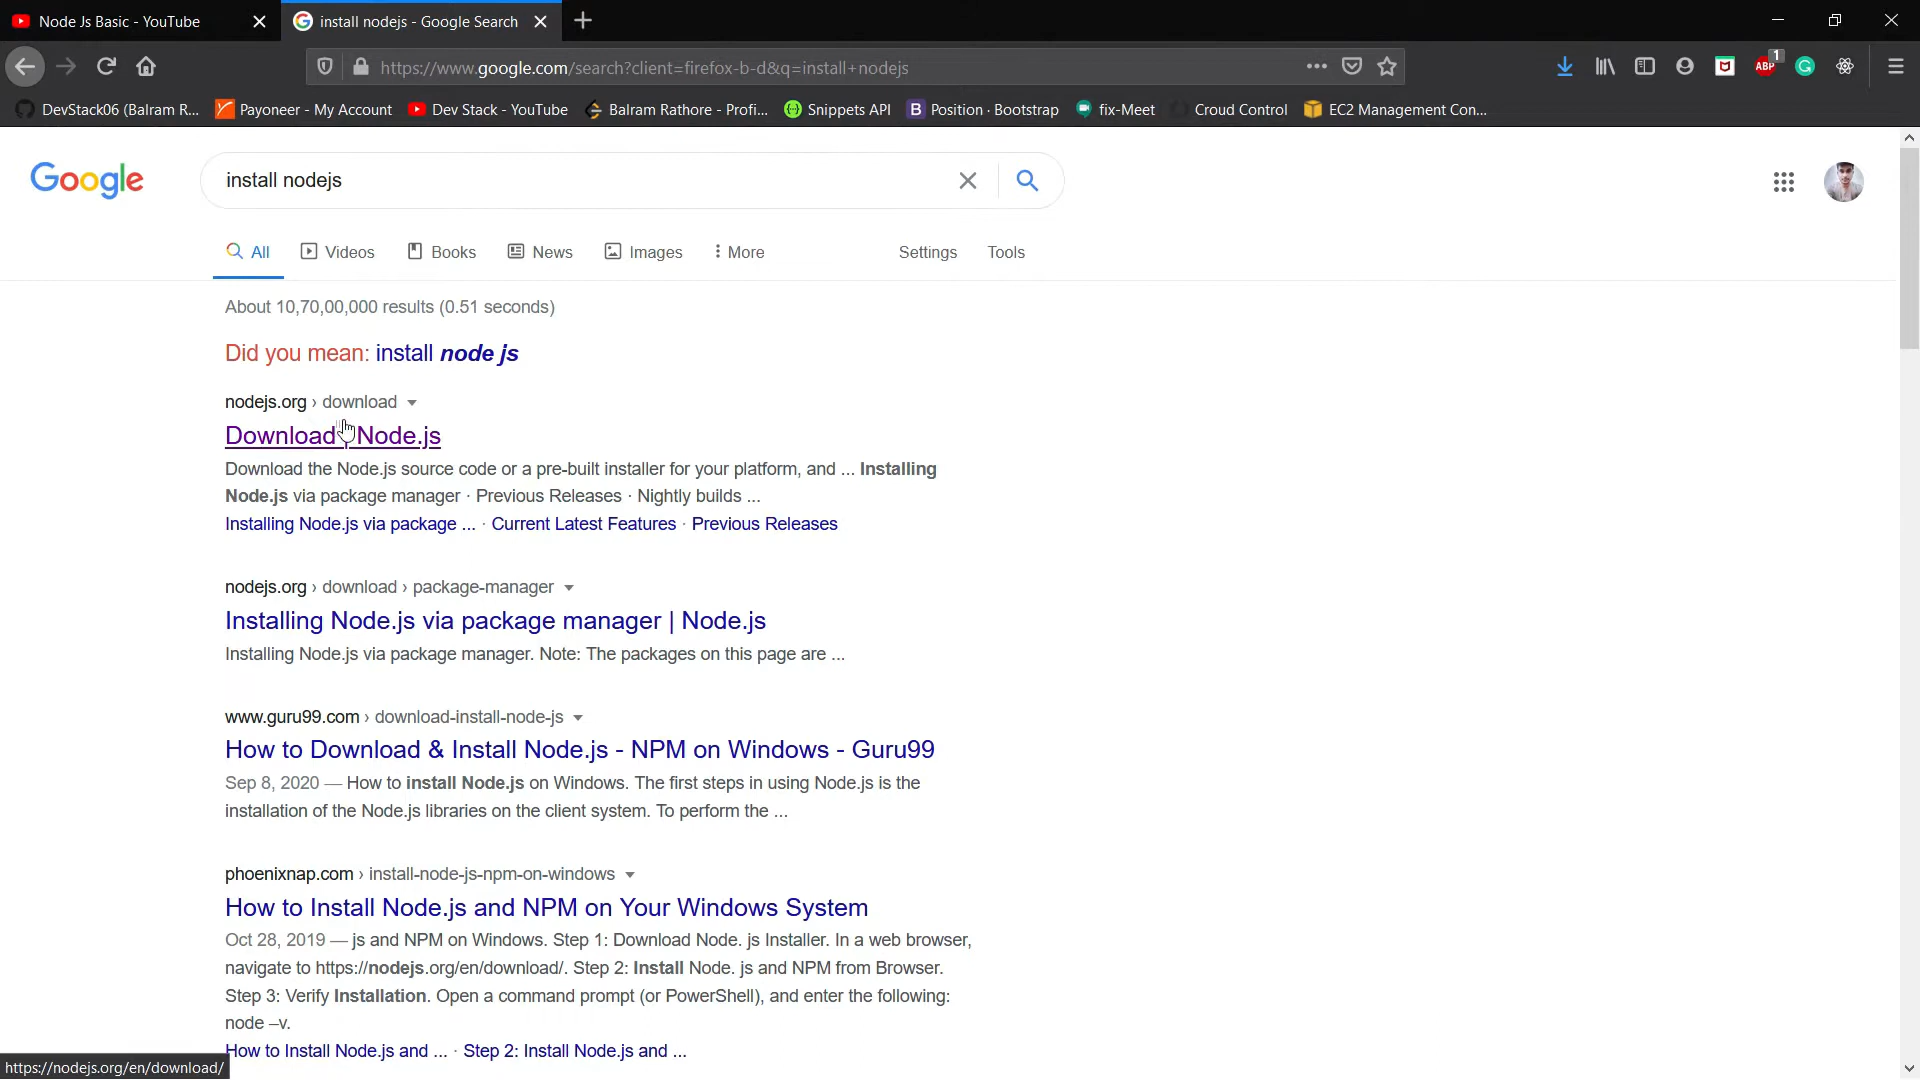 Node Js Basic - YouTube
install nodejs - Google Search
https://www.google.com/search?client=firefox-b-d&q=install+nodejs
ABP
1
DevStack06 (Balram R...
Payoneer - My Account
Dev Stack - YouTube
Balram Rathore - Profi...
Snippets API
B Position · Bootstrap
fix-Meet
Croud Control
EC2 Management Con...
Google
install nodejs
All
Videos
Books
News
Images
More
Settings
Tools
About 10,70,00,000 results (0.51 seconds)
Did you mean: install node js
nodejs.org › download
Download | Node.js
Download the Node.js source code or a pre-built installer for your platform, and ... Installing
Node.js via package manager · Previous Releases · Nightly builds ...
Installing Node.js via package ... · Current Latest Features · Previous Releases
nodejs.org › download › package-manager
Installing Node.js via package manager | Node.js
Installing Node.js via package manager. Note: The packages on this page are ...
www.guru99.com › download-install-node-js
How to Download & Install Node.js - NPM on Windows - Guru99
Sep 8, 2020 — How to install Node.js on Windows. The first steps in using Node.js is the
installation of the Node.js libraries on the client system. To perform the ...
phoenixnap.com › install-node-js-npm-on-windows
How to Install Node.js and NPM on Your Windows System
Oct 28, 2019 — js and NPM on Windows. Step 1: Download Node. js Installer. In a web browser,
navigate to https://nodejs.org/en/download/. Step 2: Install Node. js and NPM from Browser.
Step 3: Verify Installation. Open a command prompt (or PowerShell), and enter the following:
node –v.
How to Install Node.js and ... · Step 2: Install Node.js and ...
https://nodejs.org/en/download/